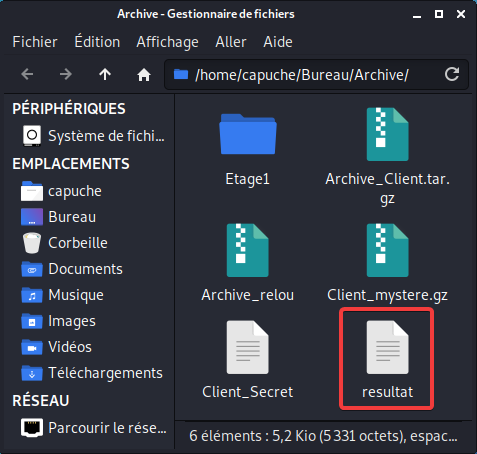 Archive - Gestionnaire de fichiers
Fichier Édition Affichage Aller Aide
/home/capuche/Bureau/Archive/
PÉRIPHÉRIQUES
Système de fichi...
EMPLACEMENTS
capuche
Bureau
Corbeille
Documents
Musique
Images
Vidéos
Téléchargements
RÉSEAU
Parcourir le rése...
Etage1
Archive_Client.tar.
gz
Archive_relou
Client_mystere.gz
Client_Secret
resultat
6 éléments : 5,2 Kio (5 331 octets), espac...